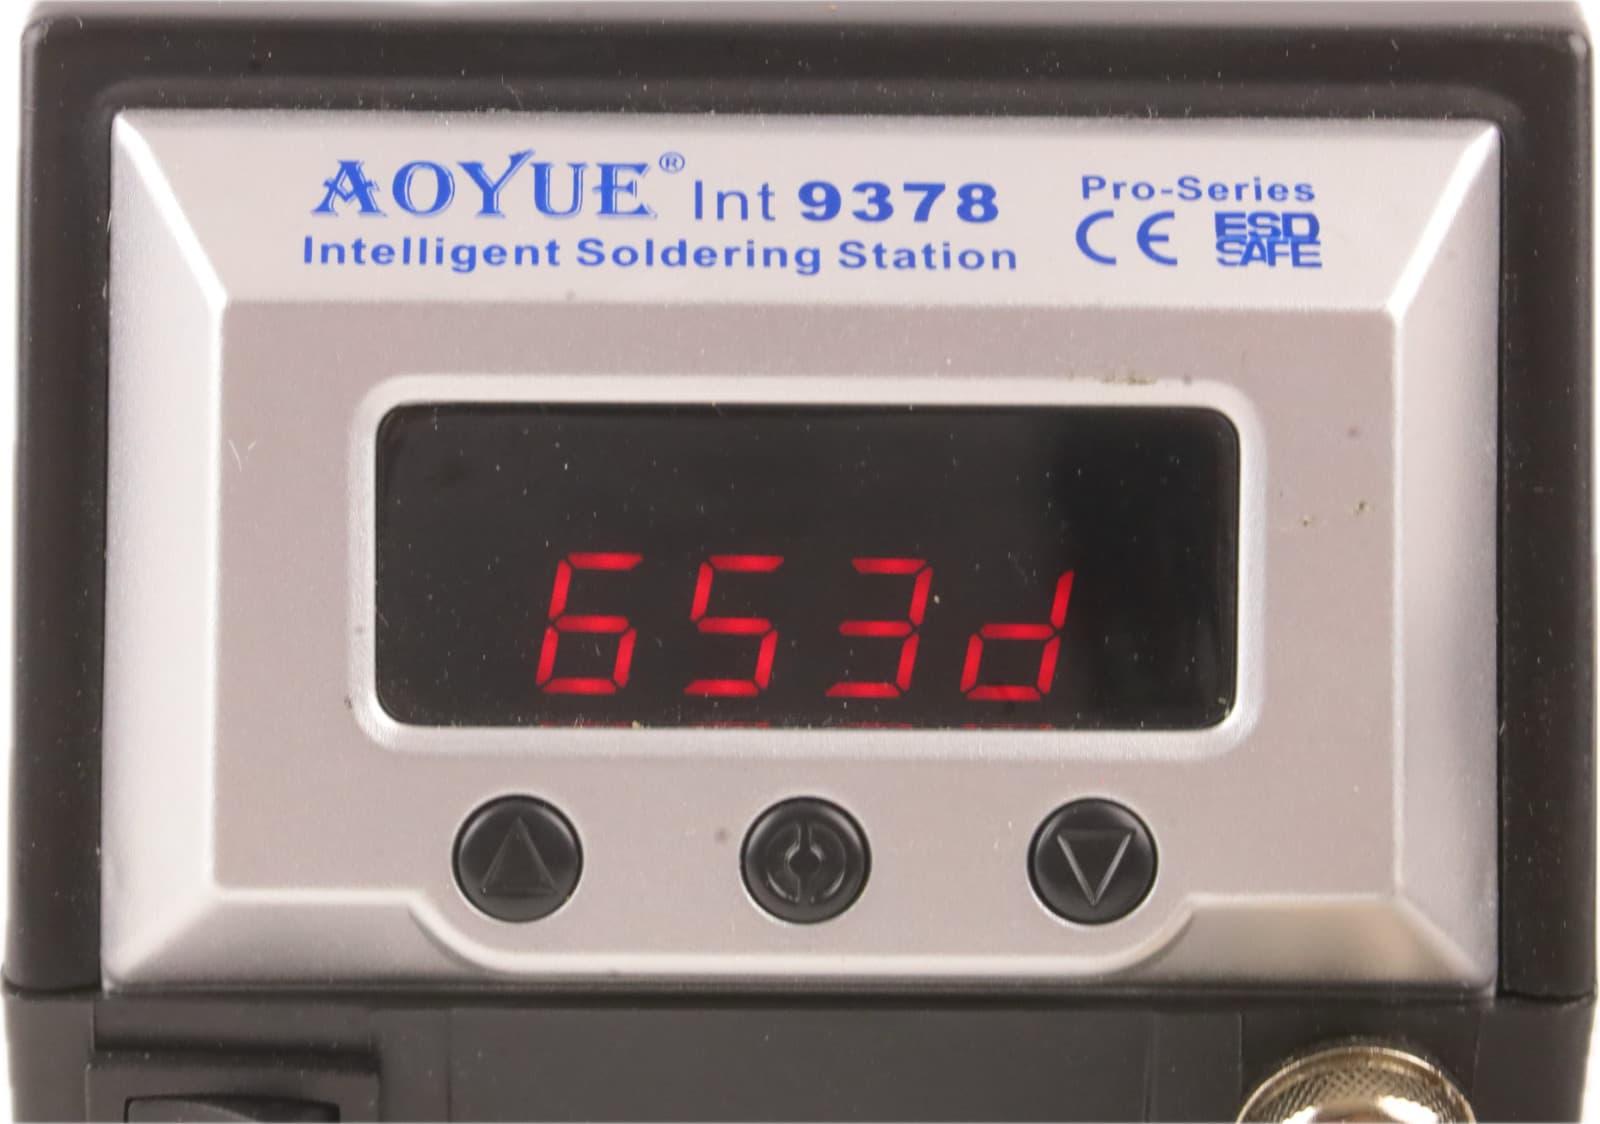 AOYUE® Int 9378 Pro-Series
Intelligent Soldering Station CE ESD SAFE
653d